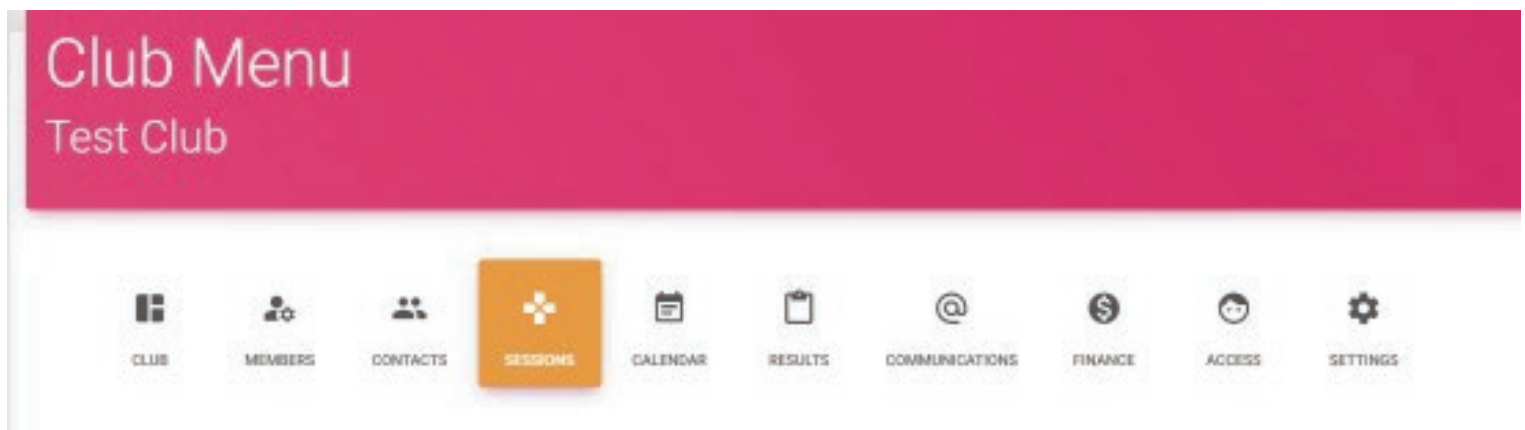 Club Menu
Test Club
CLUB MEMBERS CONTACTS SESSIONS CALENDAR RESULTS COMMUNICATIONS FINANCE ACCESS SETTINGS